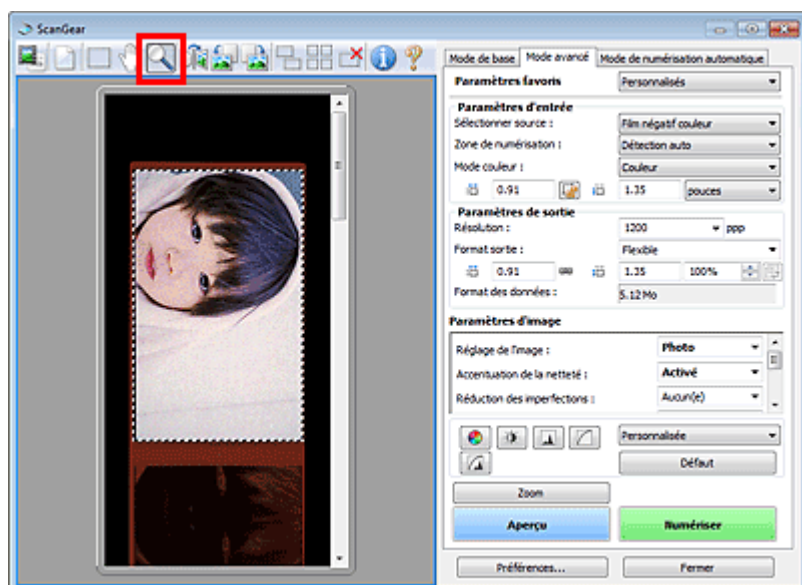 ScanGear
Mode de base Mode avancé Mode de numérisation automatique
Paramètres favoris Personnalisés
Paramètres d'entrée
Sélectionner source : Film négatif couleur
Zone de numérisation : Détection auto
Mode couleur : Couleur
0.91 1.35 pouces
Paramètres de sortie
Résolution : 1200 ppp
Format sortie : Flexible
0.91 1.35 100%
Format des données : 5.12 Mo
Paramètres d'image
Réglage de l'image : Photo
Accentuation de la netteté : Activé
Réduction des imperfections : Aucun(e)
Personnalisée
Défaut
Zoom
Aperçu Numériser
Préférences... Fermer